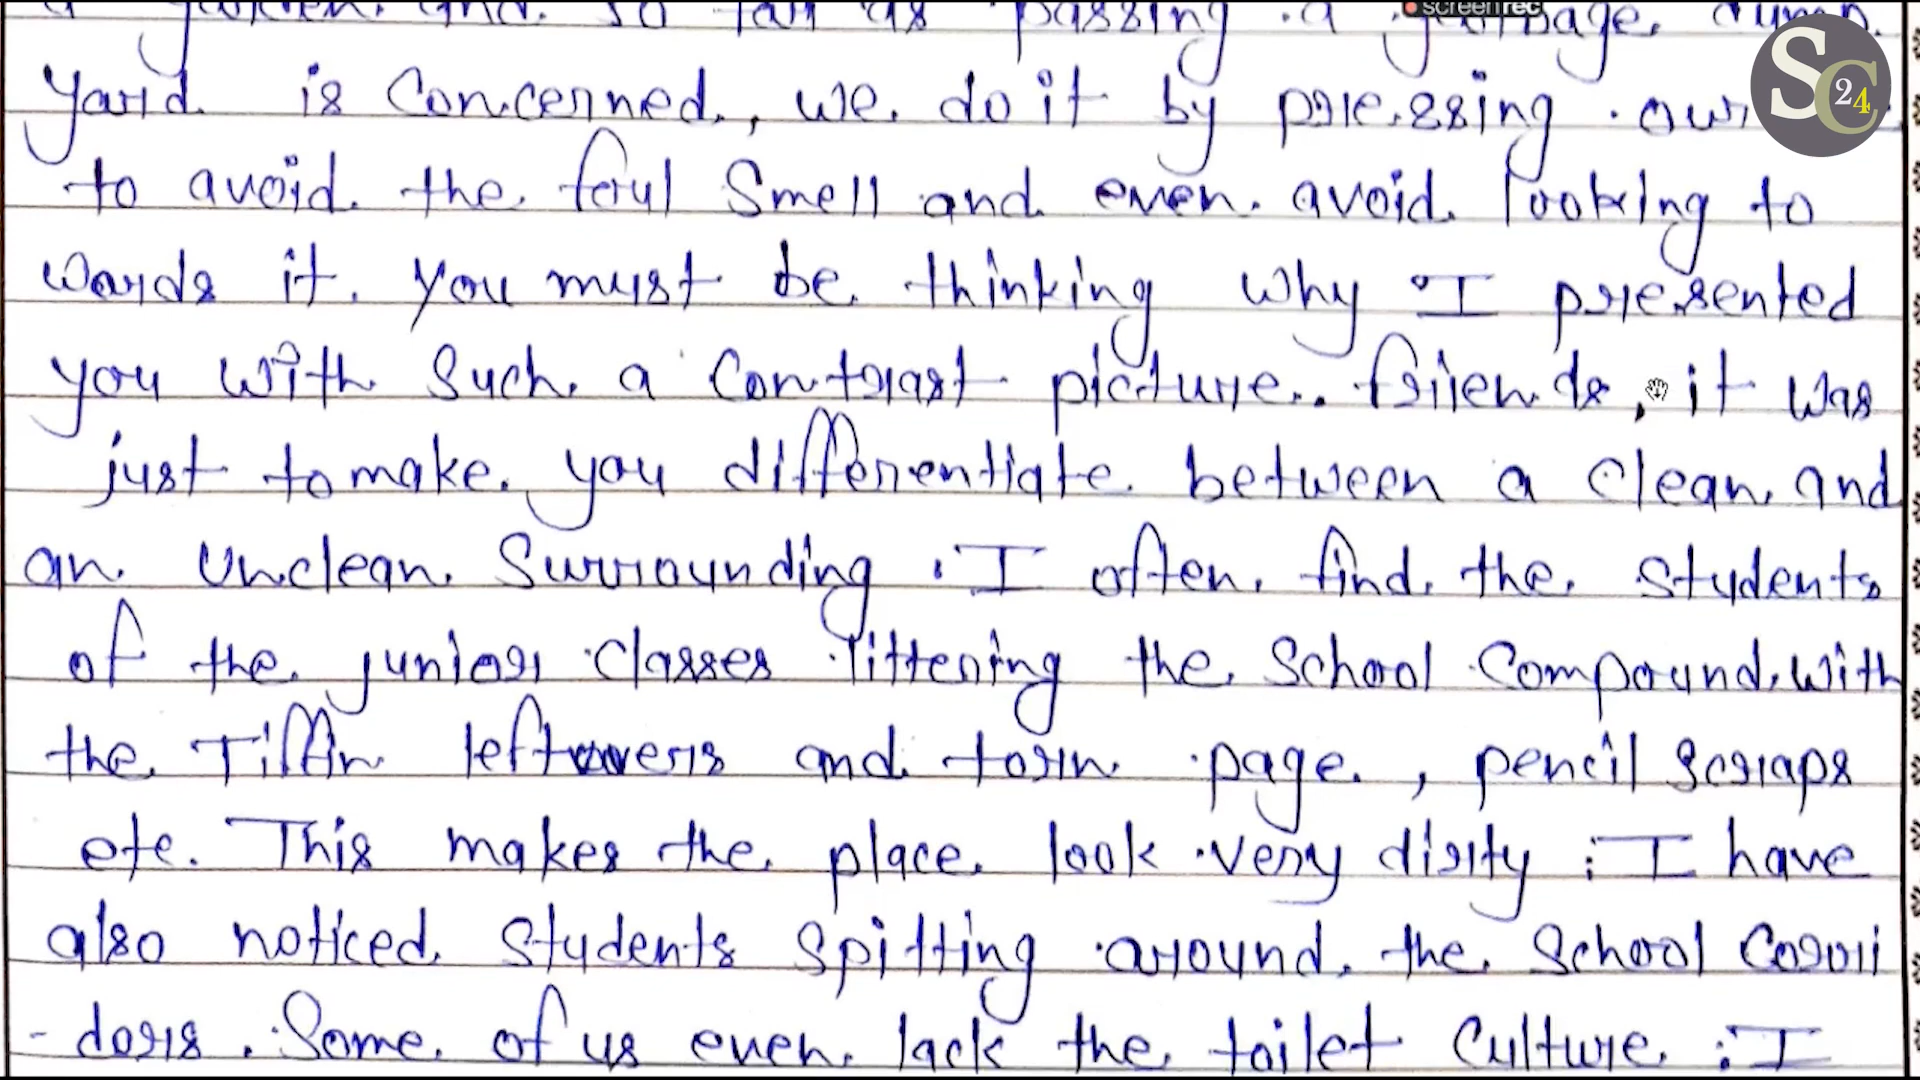 a garden. And so far as passing a garbage dump
yard is concerned, we do it by pressing our
to avoid the foul smell and even avoid looking to
wards it. You must be thinking why I presented
you with such a contrast picture. friends, it was
just to make you differentiate between a clean and
an unclean surrounding. I often find the students
of the junior classes littening the school compound with
the Tiffin leftovers and torn page, pencil scraps
etc. This makes the place look very dirty. I have
also noticed students spitting around the school corri
-dors. Some of us even lack the toilet culture. I
screenrec
SC
24